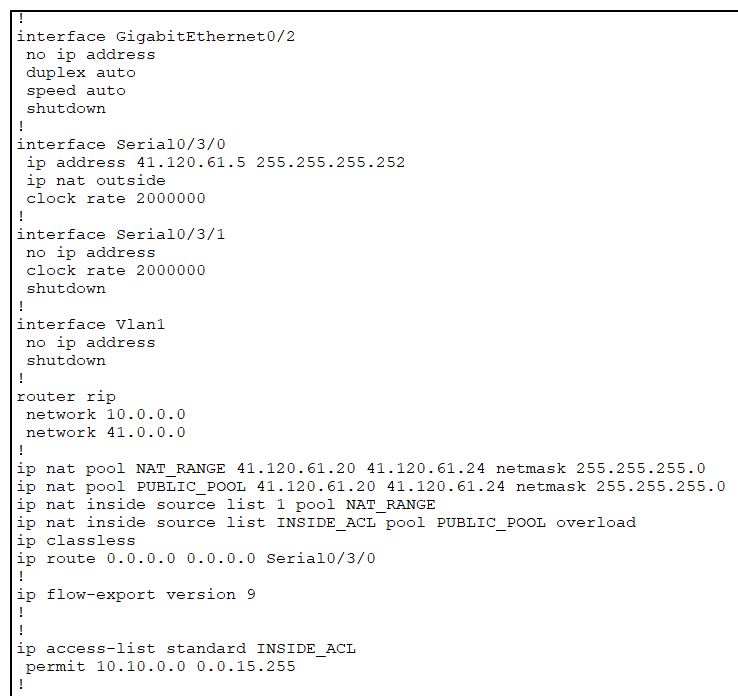 !
interface GigabitEthernet0/2
 no ip address
 duplex auto
 speed auto
 shutdown
!
interface Serial0/3/0
 ip address 41.120.61.5 255.255.255.252
 ip nat outside
 clock rate 2000000
!
interface Serial0/3/1
 no ip address
 clock rate 2000000
 shutdown
!
interface Vlan1
 no ip address
 shutdown
!
router rip
 network 10.0.0.0
 network 41.0.0.0
!
ip nat pool NAT_RANGE 41.120.61.20 41.120.61.24 netmask 255.255.255.0
ip nat pool PUBLIC_POOL 41.120.61.20 41.120.61.24 netmask 255.255.255.0
ip nat inside source list 1 pool NAT_RANGE
ip nat inside source list INSIDE_ACL pool PUBLIC_POOL overload
ip classless
ip route 0.0.0.0 0.0.0.0 Serial0/3/0
!
ip flow-export version 9
!
!
ip access-list standard INSIDE_ACL
 permit 10.10.0.0 0.0.15.255
!